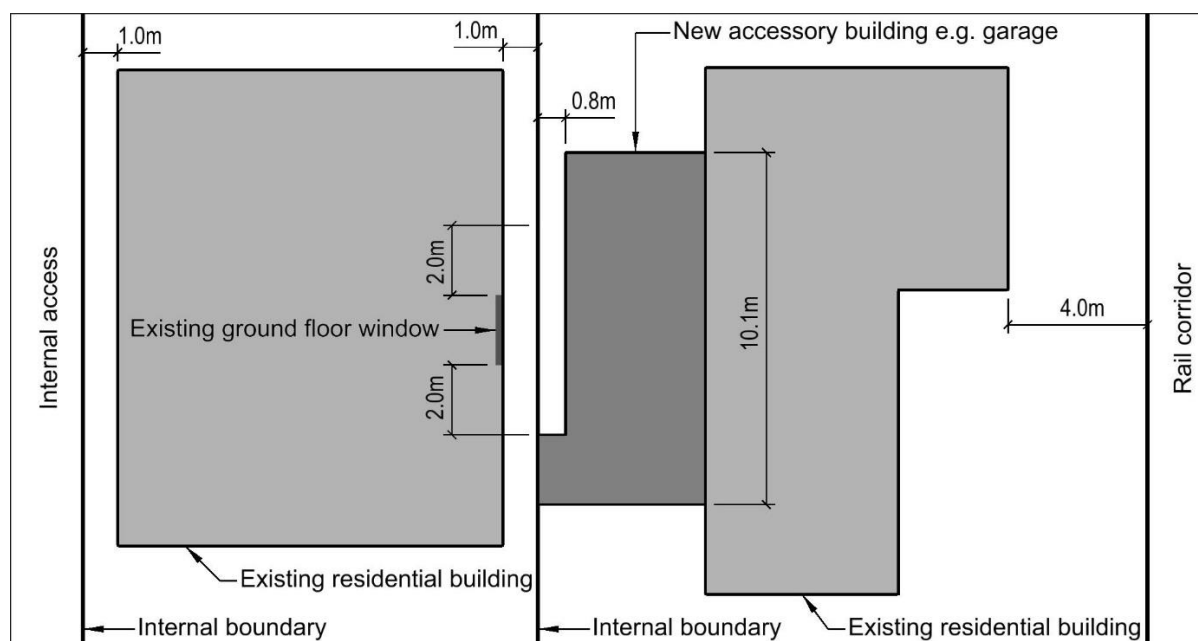 1.0m
1.0m
New accessory building e.g. garage
0.8m
Internal access
2.0m
Existing ground floor window
2.0m
10.1m
4.0m
Rail corridor
Existing residential building
Existing residential building
Internal boundary
Internal boundary